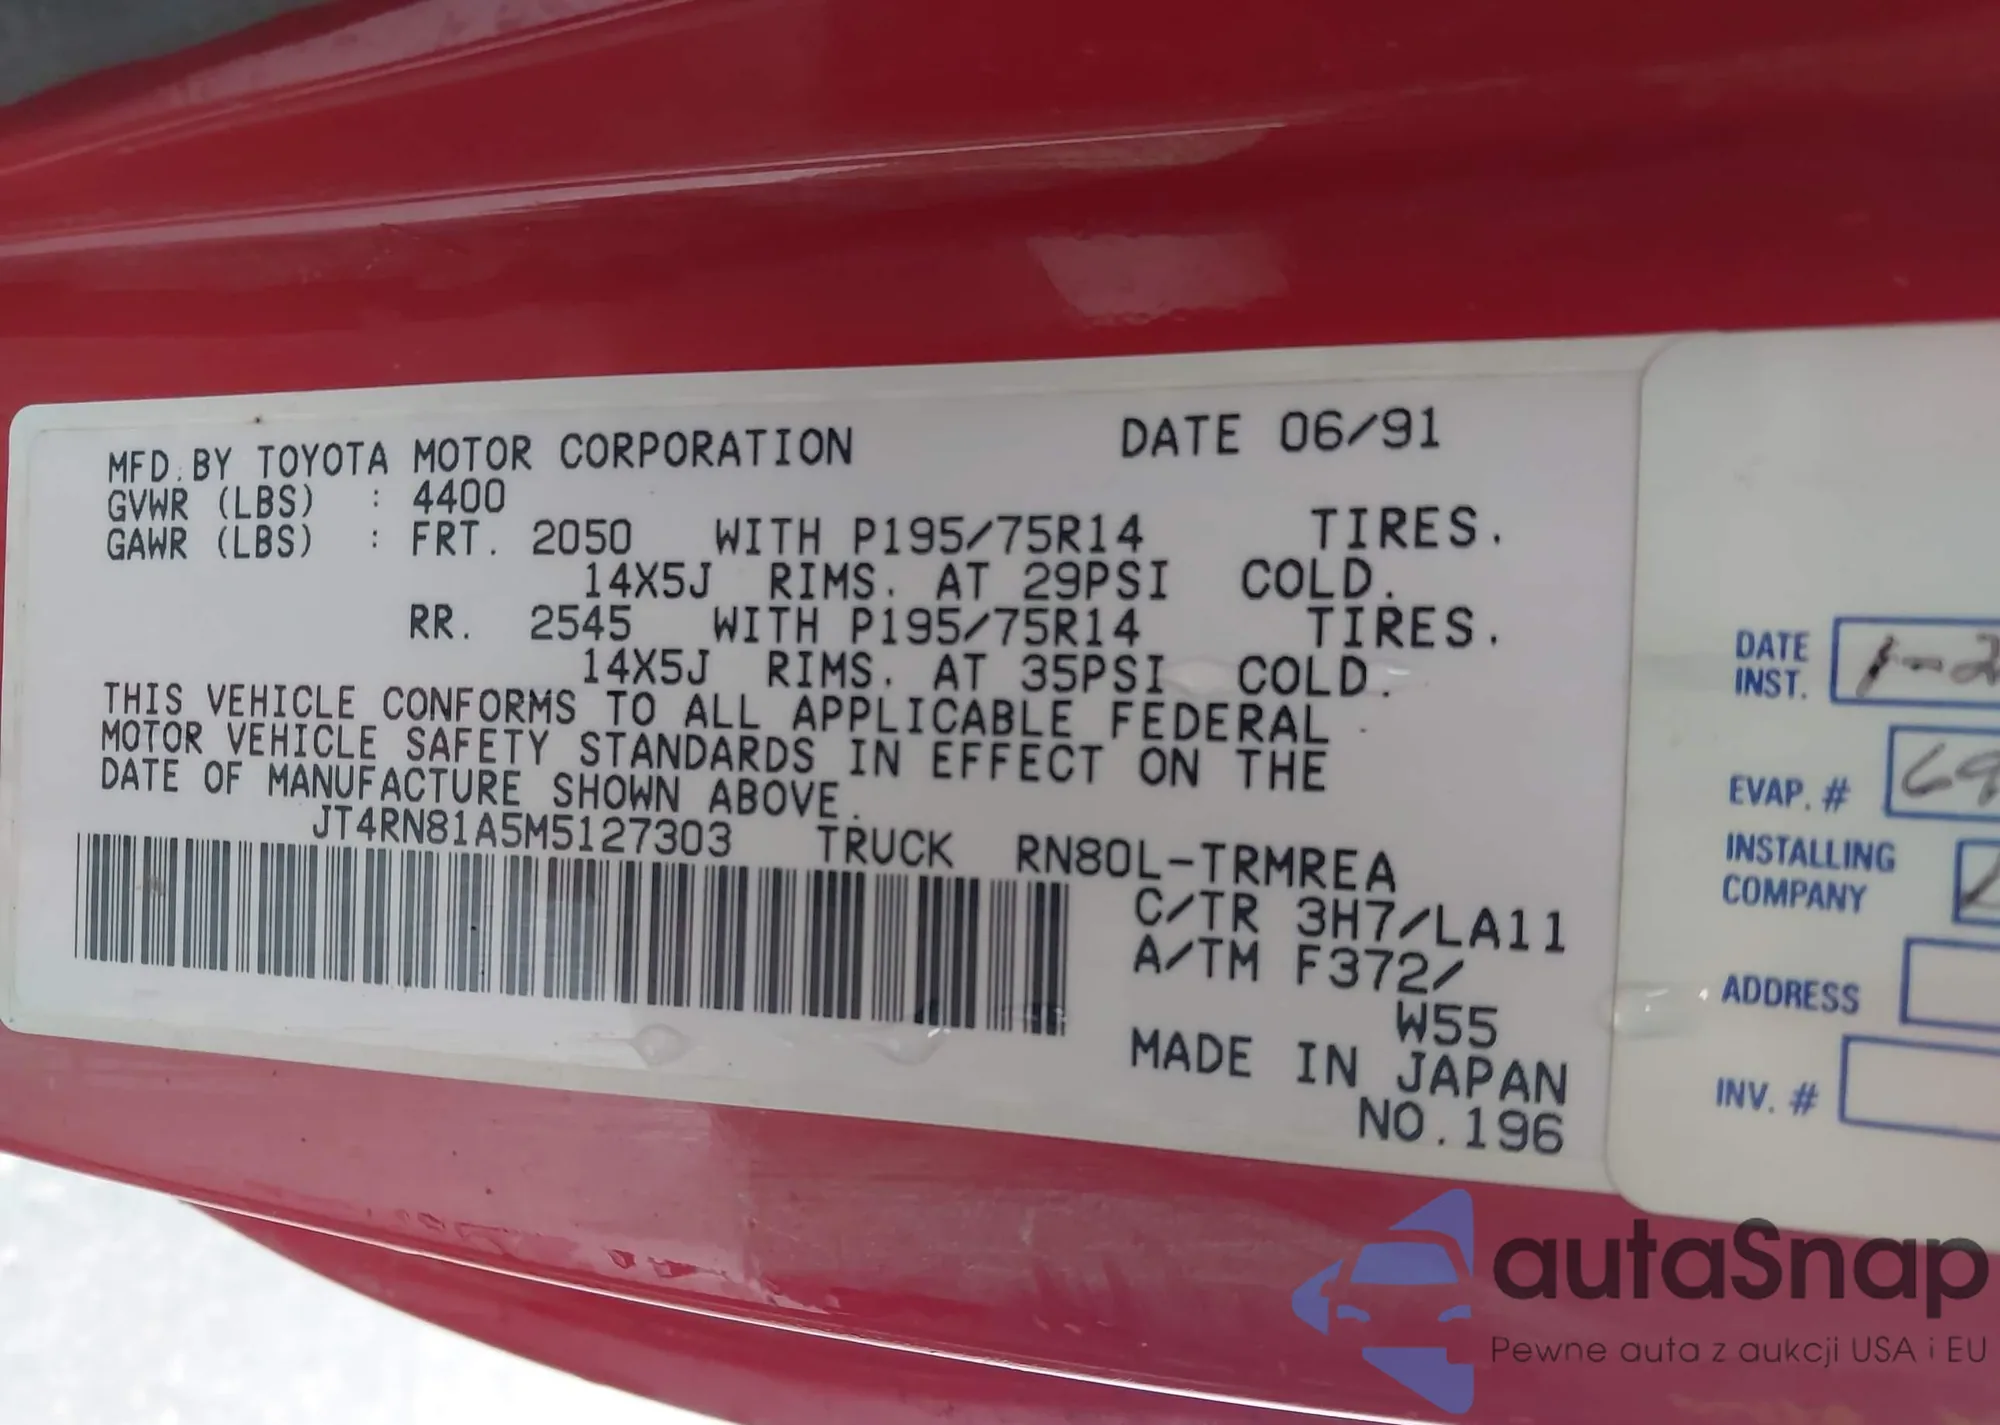 MFD. BY TOYOTA MOTOR CORPORATION DATE 06/91
GVWR (LBS) : 4400
GAWR (LBS) : FRT. 2050 WITH P195/75R14 TIRES.
14X5J RIMS. AT 29PSI COLD.
RR. 2545 WITH P195/75R14 TIRES.
14X5J RIMS. AT 35PSI COLD.
THIS VEHICLE CONFORMS TO ALL APPLICABLE FEDERAL
MOTOR VEHICLE SAFETY STANDARDS IN EFFECT ON THE
DATE OF MANUFACTURE SHOWN ABOVE.
JT4RN81A5M5127303 TRUCK RN80L-TRMREA
C/TR 3H7/LA11
A/TM F372/
W55
MADE IN JAPAN
NO.196
DATE
INST.
EVAP. # 69
INSTALLING
COMPANY
ADDRESS
INV. #
autaSnap
Pewne auta z aukcji USA i EU